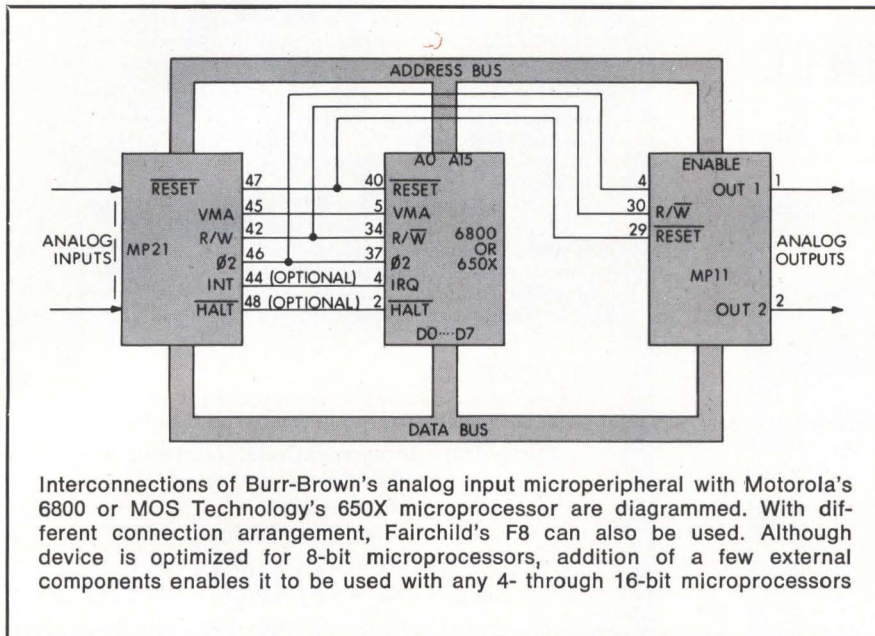 ADDRESS BUS
A0 A15
ENABLE
RESET 47 40 RESET
VMA 45 5 VMA
R/W 42 34 R/W
Ø2 46 37 Ø2
INT 44 (OPTIONAL) 4 IRQ
HALT 48 (OPTIONAL) 2 HALT
ANALOG
INPUTS
MP21
6800
OR
650X
D0····D7
4 OUT 1 1
30 R/W
29 RESET
MP11
OUT 2 2
ANALOG
OUTPUTS
DATA BUS
Interconnections of Burr-Brown's analog input microperipheral with Motorola's
6800 or MOS Technology's 650X microprocessor are diagrammed. With dif-
ferent connection arrangement, Fairchild's F8 can also be used. Although
device is optimized for 8-bit microprocessors, addition of a few external
components enables it to be used with any 4- through 16-bit microprocessors